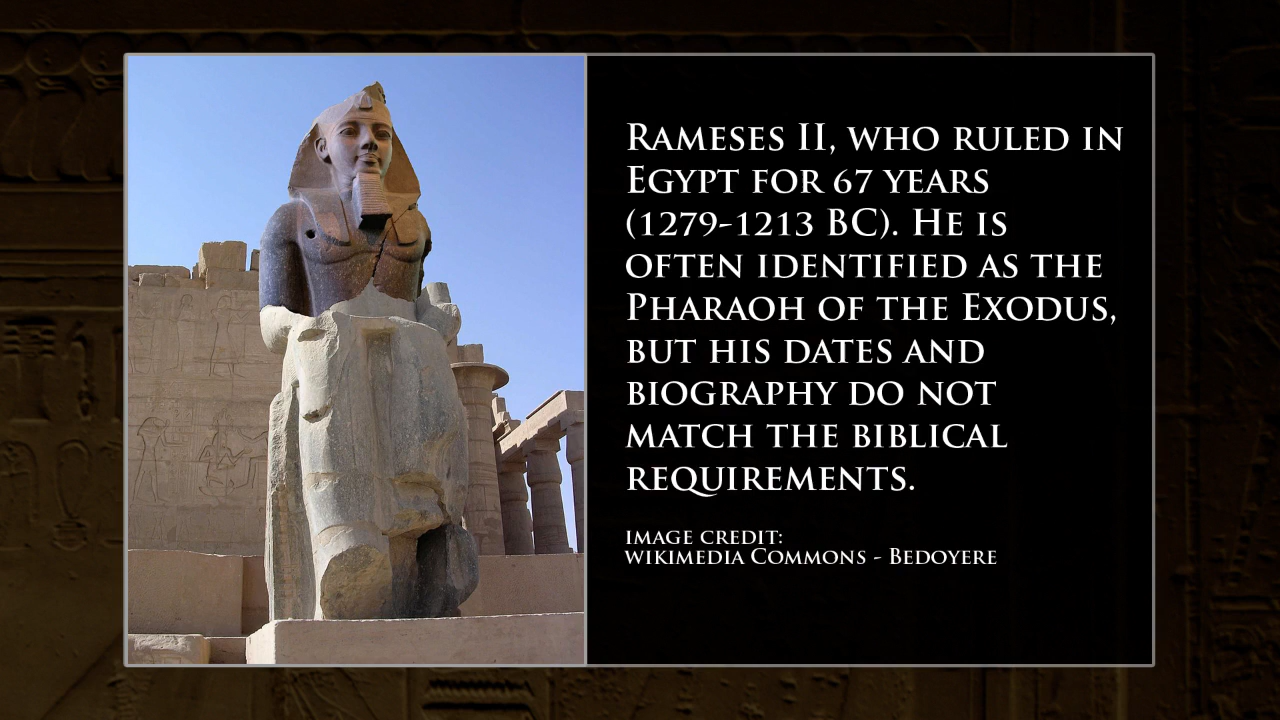 Rameses II, who ruled in
Egypt for 67 years
(1279-1213 BC). He is
often identified as the
Pharaoh of the Exodus,
but his dates and
biography do not
match the biblical
requirements.
image credit:
wikimedia Commons - Bedoyere